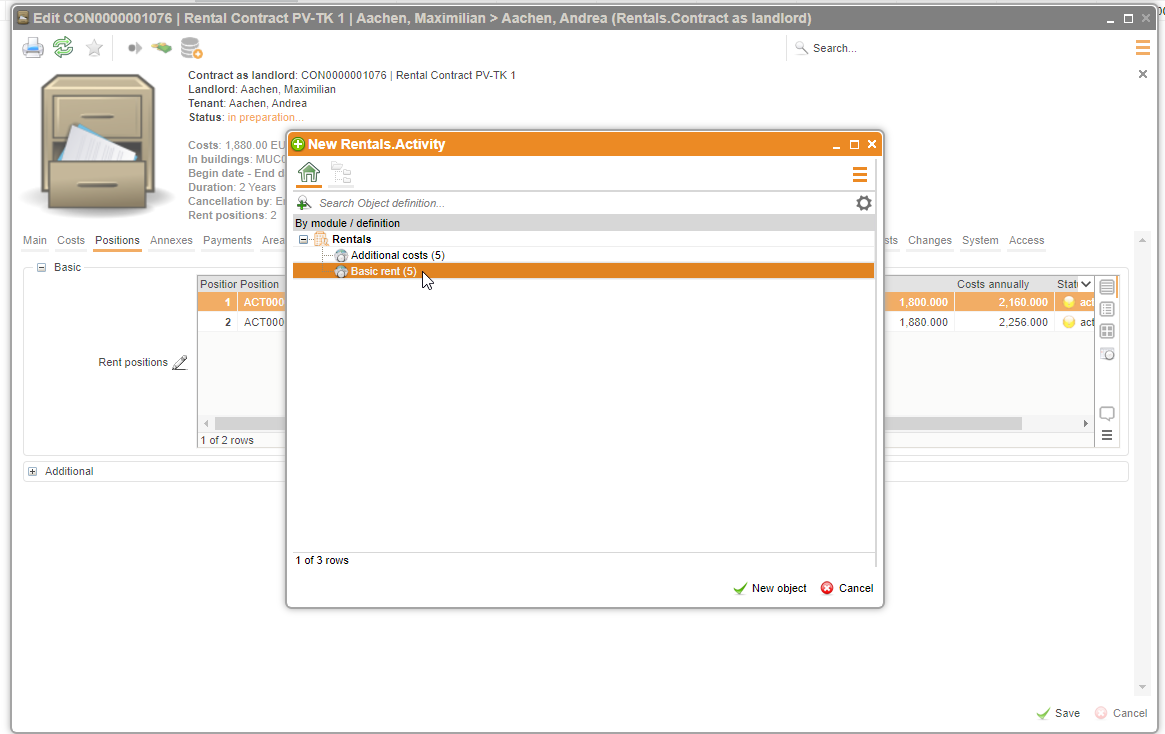 Edit CON0000001076 | Rental Contract PV-TK 1 | Aachen, Maximilian > Aachen, Andrea (Rentals.Contract as landlord)
Search...
Contract as landlord: CON0000001076 | Rental Contract PV-TK 1
Landlord: Aachen, Maximilian
Tenant: Aachen, Andrea
Status: in preparation...
Costs: 1,880.00 EU
In buildings:
Begin date - End d
Duration: 2 Years
Cancellation by:
Rent positions: 2
Main Costs Positions Annexes Payments Area sts Changes System Access
Basic
Position Position Costs annually Stat
1 ACT000 1,800.000 2,160.000 act
2 ACT000 1,880.000 2,256.000 act
Rent positions
1 of 2 rows
Additional
New Rentals.Activity
Search Object definition...
By module / definition
Rentals
Additional costs (5)
Basic rent (5)
1 of 3 rows
New object Cancel
Save Cancel